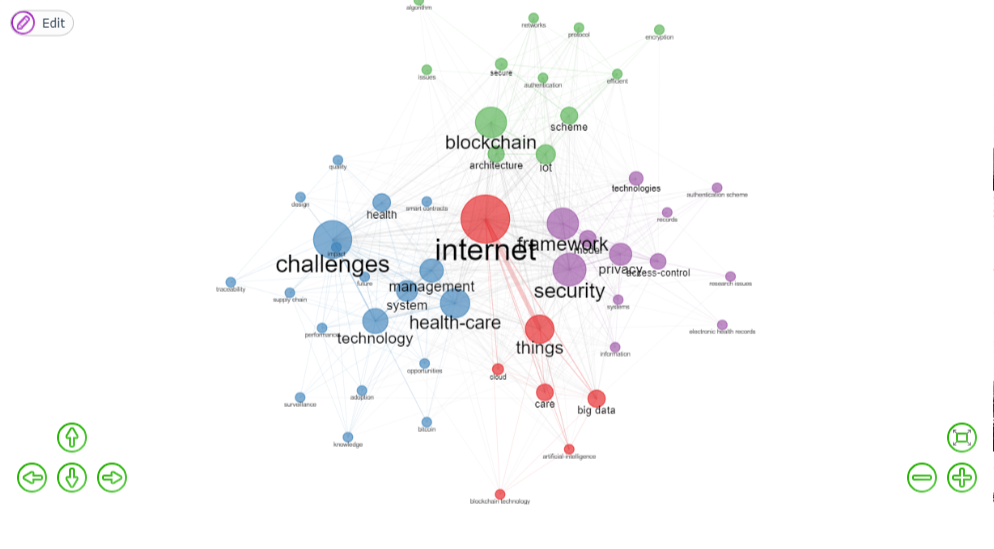 algorithm
Edit
networks
protocol
encryption
issues
secure
authentication
efficient
blockchain
scheme
architecture
iot
quality
technologies
authentication scheme
design
health
smart contracts
records
internet
framework
model
challenges
impact
privacy
access-control
traceability
future
management
security
research issues
supply chain
system
systems
health-care
performance
technology
electronic health records
things
information
opportunities
cloud
surveillance
adoption
care
big data
bitcoin
knowledge
artificial intelligence
blockchain technology